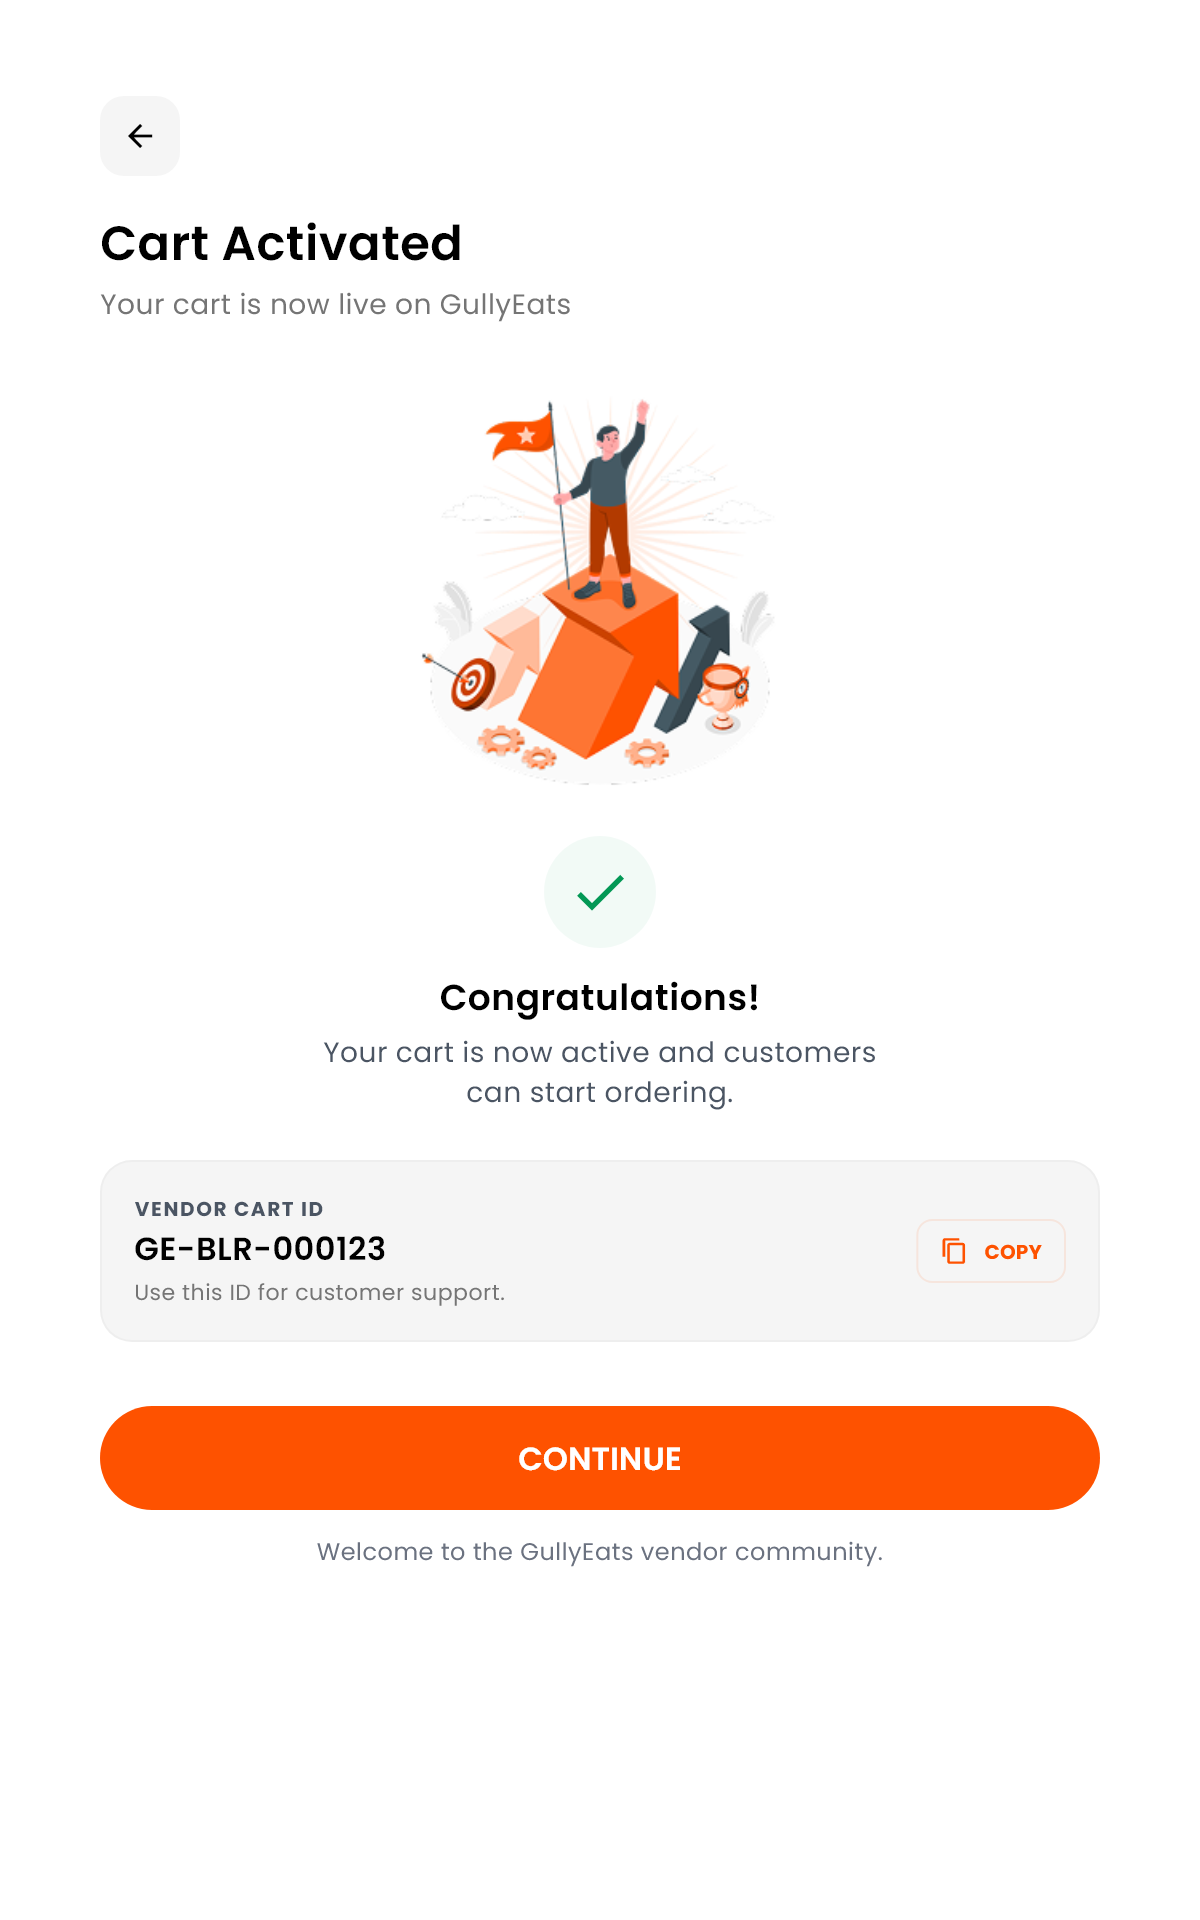 Cart Activated
Your cart is now live on GullyEats
Congratulations!
Your cart is now active and customers
can start ordering.
VENDOR CART ID
GE-BLR-000123
Use this ID for customer support.
COPY
CONTINUE
Welcome to the GullyEats vendor community.